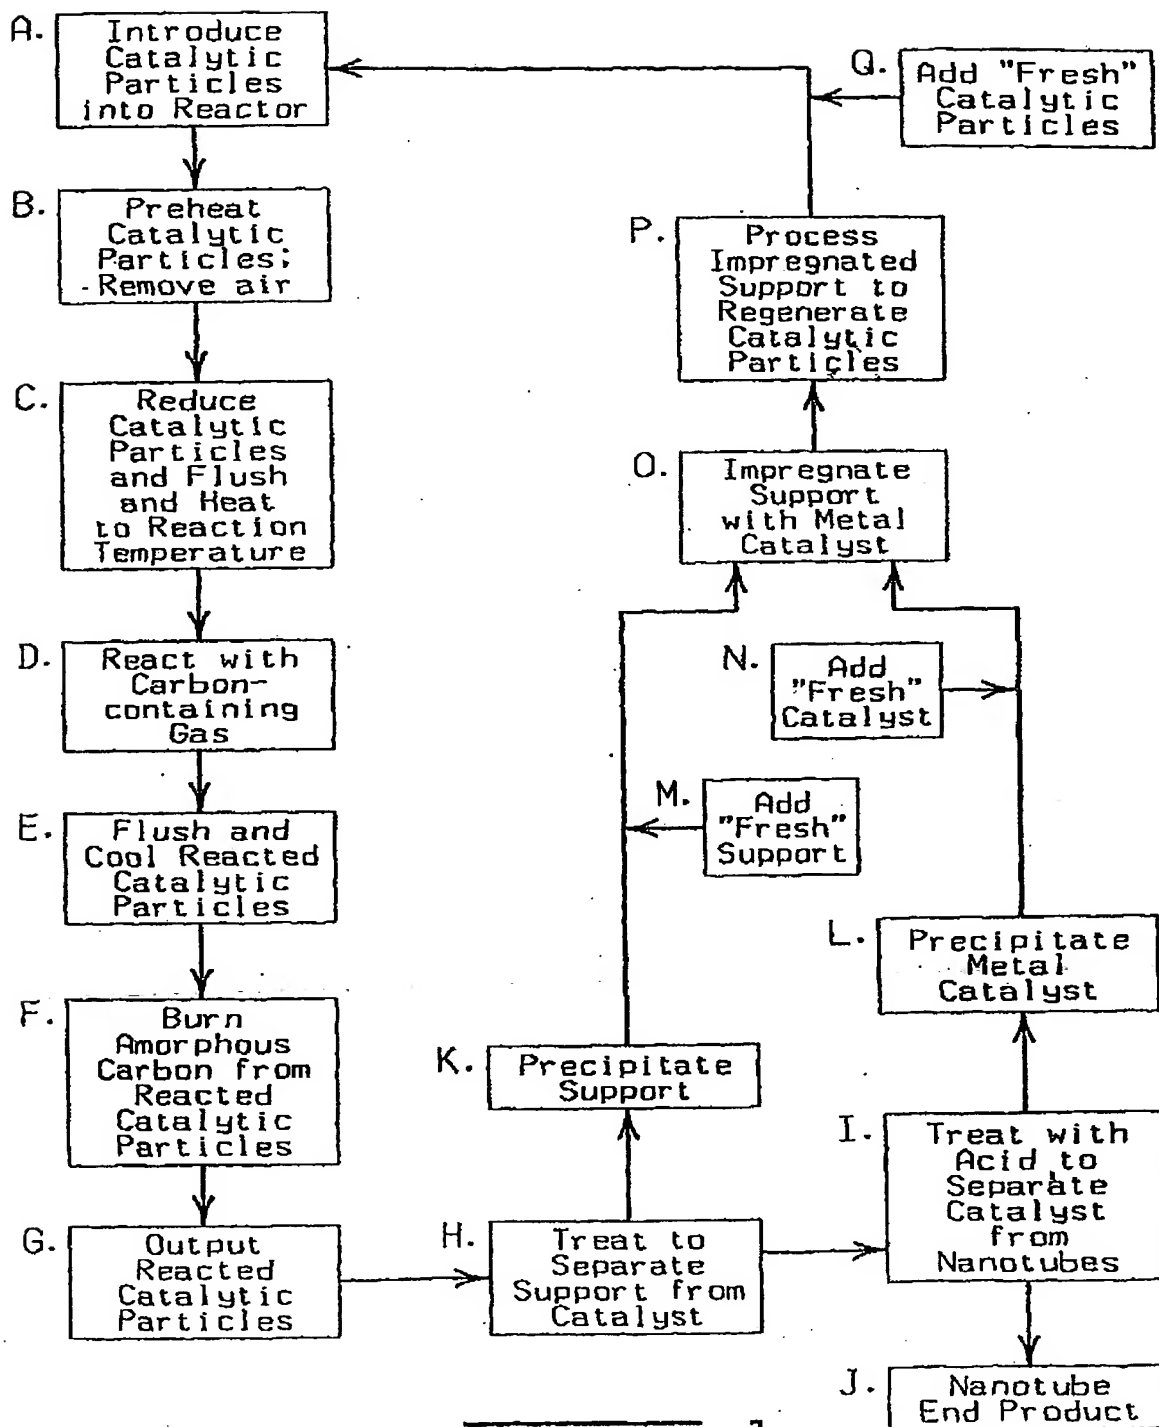 A.
Introduce
Catalytic
Particles
into Reactor
B.
Preheat
Catalytic
Particles;
Remove air
C.
Reduce
Catalytic
Particles
and Flush
and Heat
to Reaction
Temperature
D.
React with
Carbon-
containing
Gas
E.
Flush and
Cool Reacted
Catalytic
Particles
F.
Burn
Amorphous
Carbon from
Reacted
Catalytic
Particles
G.
Output
Reacted
Catalytic
Particles
H.
Treat to
Separate
Support from
Catalyst
I.
Treat with
Acid to
Separate
Catalyst
from
Nanotubes
J.
Nanotube
End Product
K.
Precipitate
Support
L.
Precipitate
Metal
Catalyst
M.
Add
"Fresh"
Support
N.
Add
"Fresh"
Catalyst
O.
Impregnate
Support
with Metal
Catalyst
P.
Process
Impregnated
Support to
Regenerate
Catalytic
Particles
Q.
Add "Fresh"
Catalytic
Particles